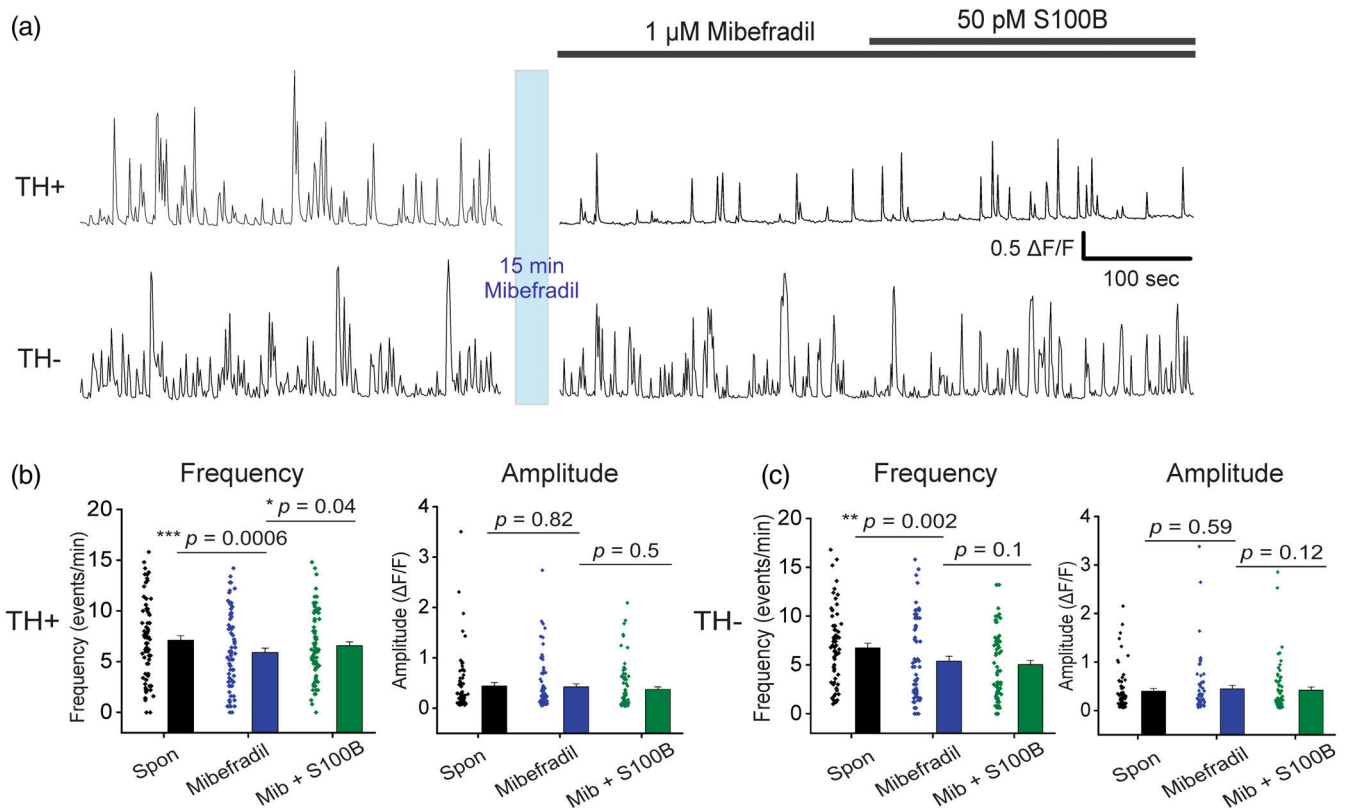 (a)
1 µM Mibefradil
50 pM S100B
TH+
15 min
Mibefradil
0.5 ΔF/F
100 sec
TH-
(b)
Frequency
Amplitude
(c)
Frequency
Amplitude
TH+
Frequency (events/min)
20
15
10
5
0
*** p = 0.0006
* p = 0.04
Spon
Mibefradil
Mib + S100B
Amplitude (ΔF/F)
4
3
2
1
0
p = 0.82
p = 0.5
Spon
Mibefradil
Mib + S100B
TH-
Frequency (events/min)
20
15
10
5
0
** p = 0.002
p = 0.1
Spon
Mibefradil
Mib + S100B
Amplitude (ΔF/F)
4
3
2
1
0
p = 0.59
p = 0.12
Spon
Mibefradil
Mib + S100B